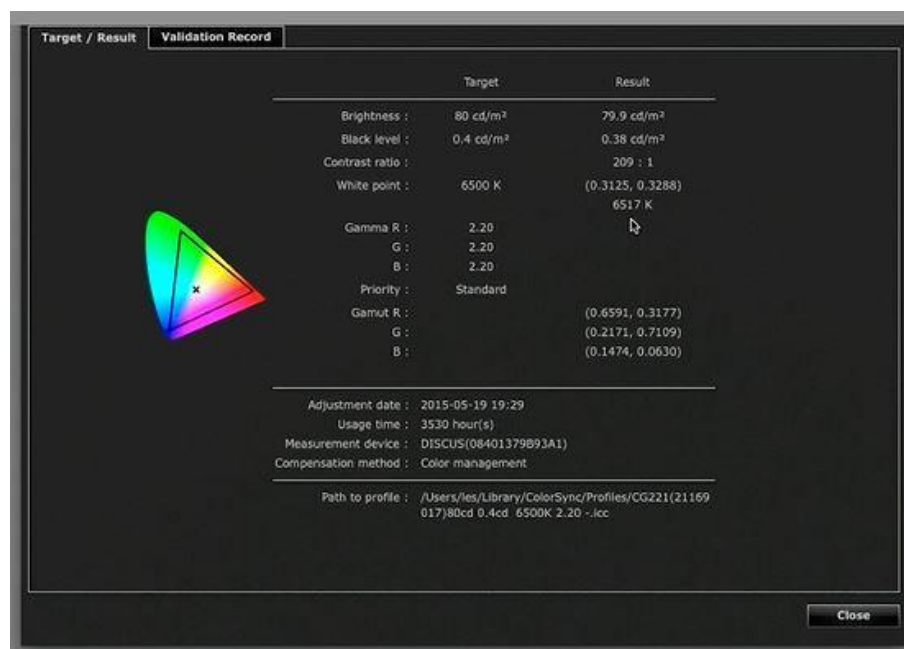 Target / Result Validation Record
Target Result
Brightness : 80 cd/m² 79.9 cd/m²
Black level : 0.4 cd/m² 0.38 cd/m²
Contrast ratio : 209 : 1
White point : 6500 K (0.3125, 0.3288)
6517 K
Gamma R : 2.20
G : 2.20
B : 2.20
Priority : Standard
Gamut R : (0.6591, 0.3177)
G : (0.2171, 0.7109)
B : (0.1474, 0.0630)
Adjustment date : 2015-05-19 19:29
Usage time : 3530 hour(s)
Measurement device : DISCUS(08401379B93A1)
Compensation method : Color management
Path to profile : /Users/les/Library/ColorSync/Profiles/CG221(21169
017)80cd 0.4cd 6500K 2.20 -.icc
Close